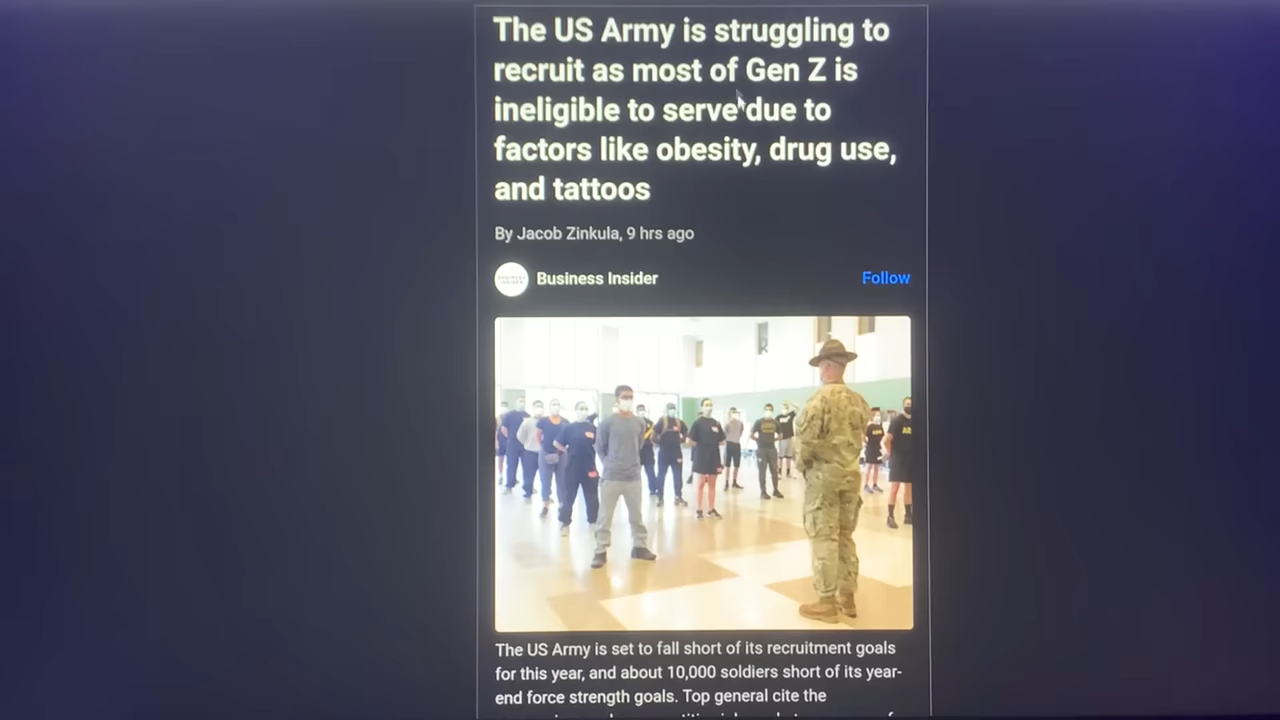 The US Army is struggling to
recruit as most of Gen Z is
ineligible to serve due to
factors like obesity, drug use,
and tattoos
By Jacob Zinkula, 9 hrs ago
Business Insider
Follow
The US Army is set to fall short of its recruitment goals
for this year, and about 10,000 soldiers short of its year-
end force strength goals. Top general cite the